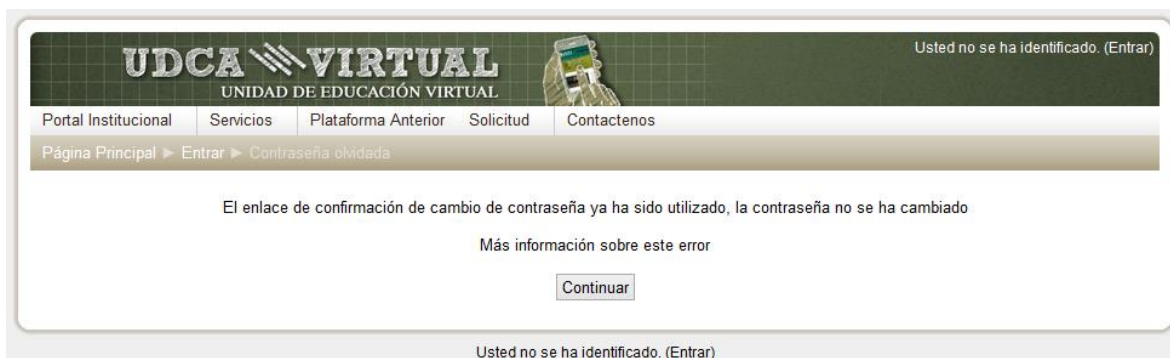 UDCA VIRTUAL
UNIDAD DE EDUCACIÓN VIRTUAL
Usted no se ha identificado. (Entrar)
Portal Institucional Servicios Plataforma Anterior Solicitud Contactenos
Página Principal ► Entrar ► Contraseña olvidada
El enlace de confirmación de cambio de contraseña ya ha sido utilizado, la contraseña no se ha cambiado
Más información sobre este error
Continuar
Usted no se ha identificado. (Entrar)